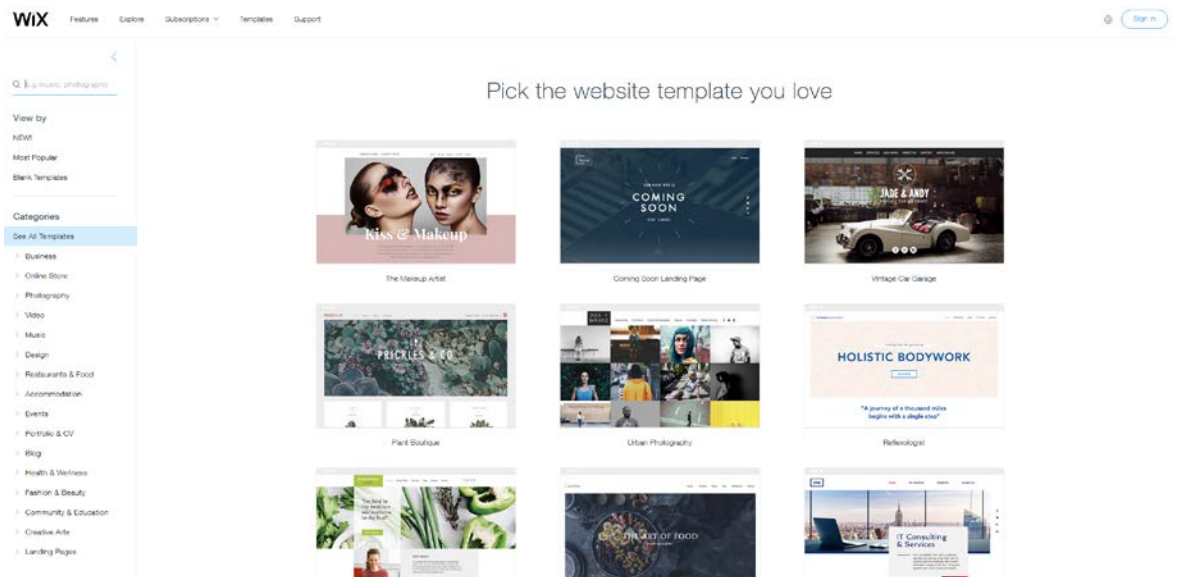 WiX
Features
Explore
Subscriptions
Templates
Support
Sign In
e.g music, photography
View by
NEW!
Most Popular
Blank Templates
Categories
See All Templates
Business
Online Store
Photography
Video
Music
Design
Restaurants & Food
Accommodation
Events
Portfolio & CV
Blog
Health & Wellness
Fashion & Beauty
Community & Education
Creative Arts
Landing Pages
Pick the website template you love
Kiss & Makeup
The Makeup Artist
COMING
SOON
Coming Soon Landing Page
JADE & ANDY
Vintage Car Garage
PRICKLES & CO
Plant Boutique
Urban Photography
HOLISTIC BODYWORK
"A journey of a thousand miles
begins with a single step"
Reflexologist
THE ART OF FOOD
IT Consulting
& Services